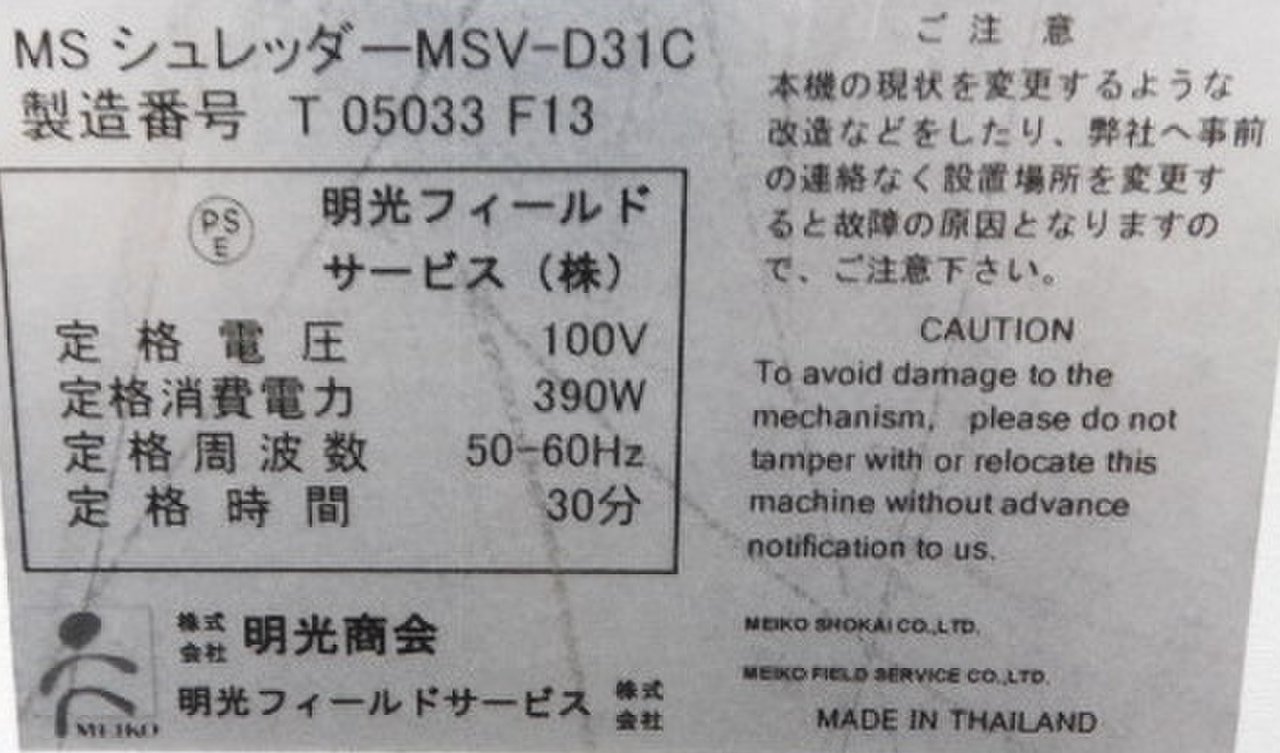 MS シュレッダーMSV-D31C
製造番号 T 05033 F13
PS
E
明光フィールド
サービス（株）
定格電圧 100V
定格消費電力 390W
定格周波数 50-60Hz
定格時間 30分
株式
会社 明光商会
明光フィールドサービス 株式
会社
MEIKO
ご注意
本機の現状を変更するような
改造などをしたり、弊社へ事前
の連絡なく設置場所を変更す
ると故障の原因となりますの
で、ご注意下さい。
CAUTION
To avoid damage to the
mechanism, please do not
tamper with or relocate this
machine without advance
notification to us.
MEIKO SHOKAI CO.,LTD.
MEIKO FIELD SERVICE CO.,LTD.
MADE IN THAILAND